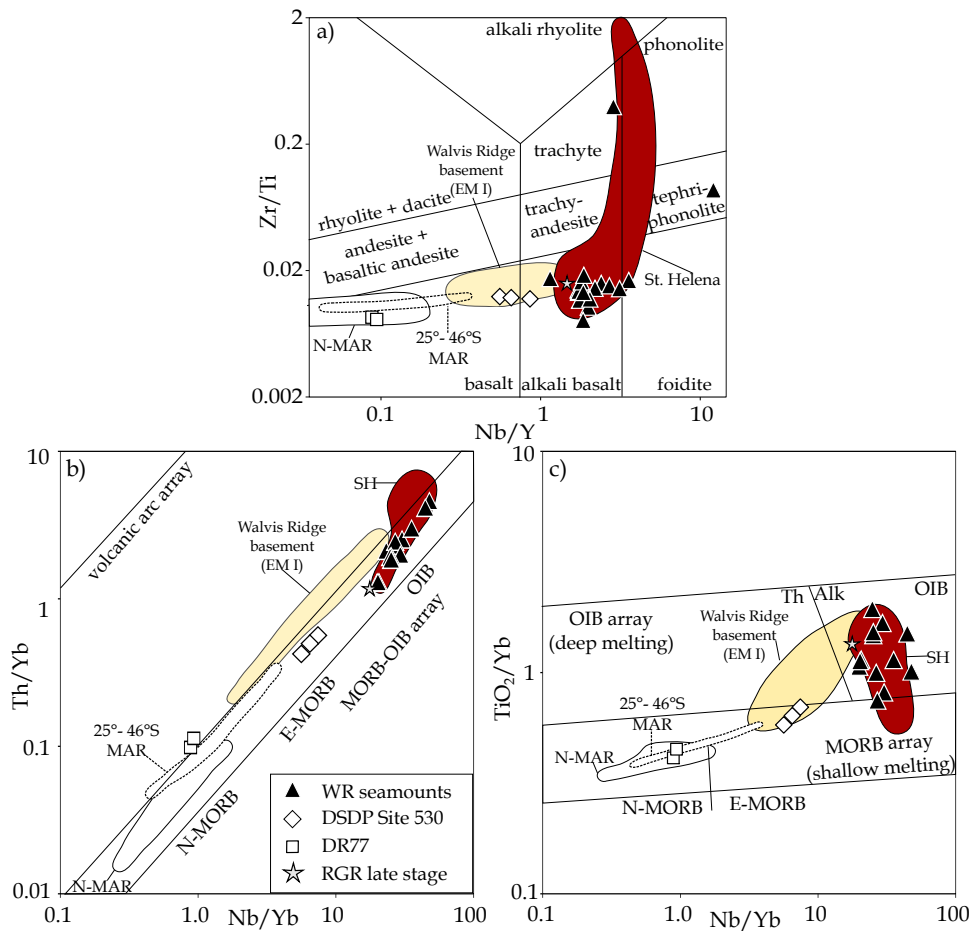 2
a)
alkali rhyolite
phonolite
0.2
Walvis Ridge
basement
(EM I)
trachyte
Zr/Ti
rhyolite + dacite
trachy-
andesite
tephri-
phonolite
andesite +
basaltic andesite
0.02
St. Helena
N-MAR
25°- 46°S
MAR
basalt
alkali basalt
foidite
0.002
0.1
1
10
Nb/Y
10
b)
volcanic arc array
SH
Walvis Ridge
basement
(EM I)
OIB
1
MORB-OIB array
E-MORB
Th/Yb
25°- 46°S
MAR
0.1
N-MORB
N-MAR
0.01
WR seamounts
DSDP Site 530
DR77
RGR late stage
0.1
1.0
10
100
Nb/Yb
10
c)
Th
Alk
OIB
OIB array
(deep melting)
Walvis Ridge
basement
(EM I)
SH
1
TiO2/Yb
25°- 46°S
MAR
N-MAR
MORB array
(shallow melting)
N-MORB
E-MORB
0.1
0.1
1.0
10
100
Nb/Yb